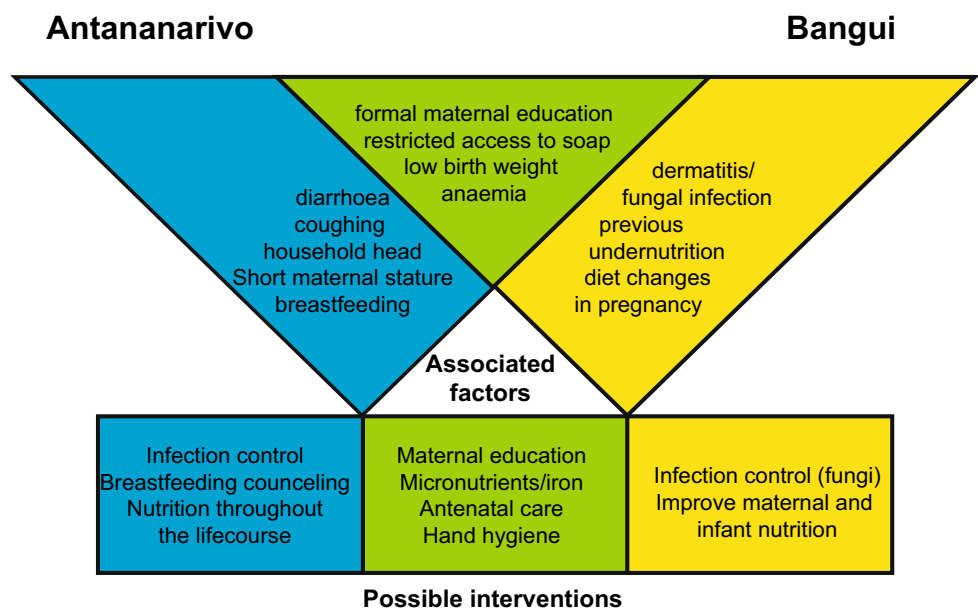 Antananarivo
Bangui
formal maternal education
restricted access to soap
low birth weight
anaemia
diarrhoea
coughing
household head
Short maternal stature
breastfeeding
dermatitis/
fungal infection
previous
undernutrition
diet changes
in pregnancy
Associated
factors
Infection control
Breastfeeding counceling
Nutrition throughout
the lifecourse
Maternal education
Micronutrients/iron
Antenatal care
Hand hygiene
Infection control (fungi)
Improve maternal and
infant nutrition
Possible interventions